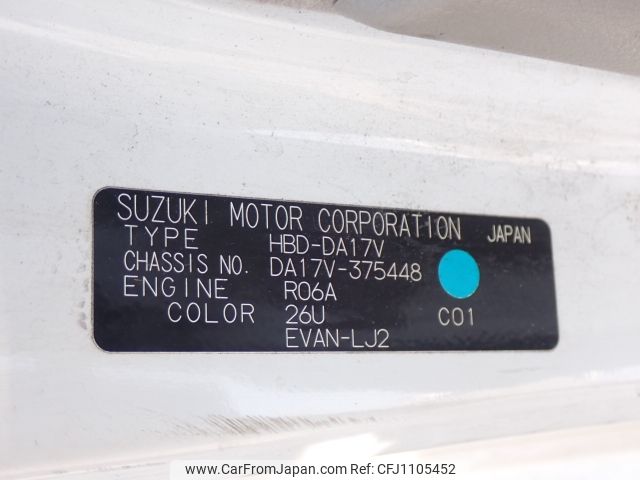 SUZUKI MOTOR CORPORATION JAPAN
TYPE HBD-DA17V
CHASSIS NO. DA17V-375448
ENGINE R06A
COLOR 26U C01
EVAN-LJ2
www.CarFromJapan.com | Ref No.CFJ1105452